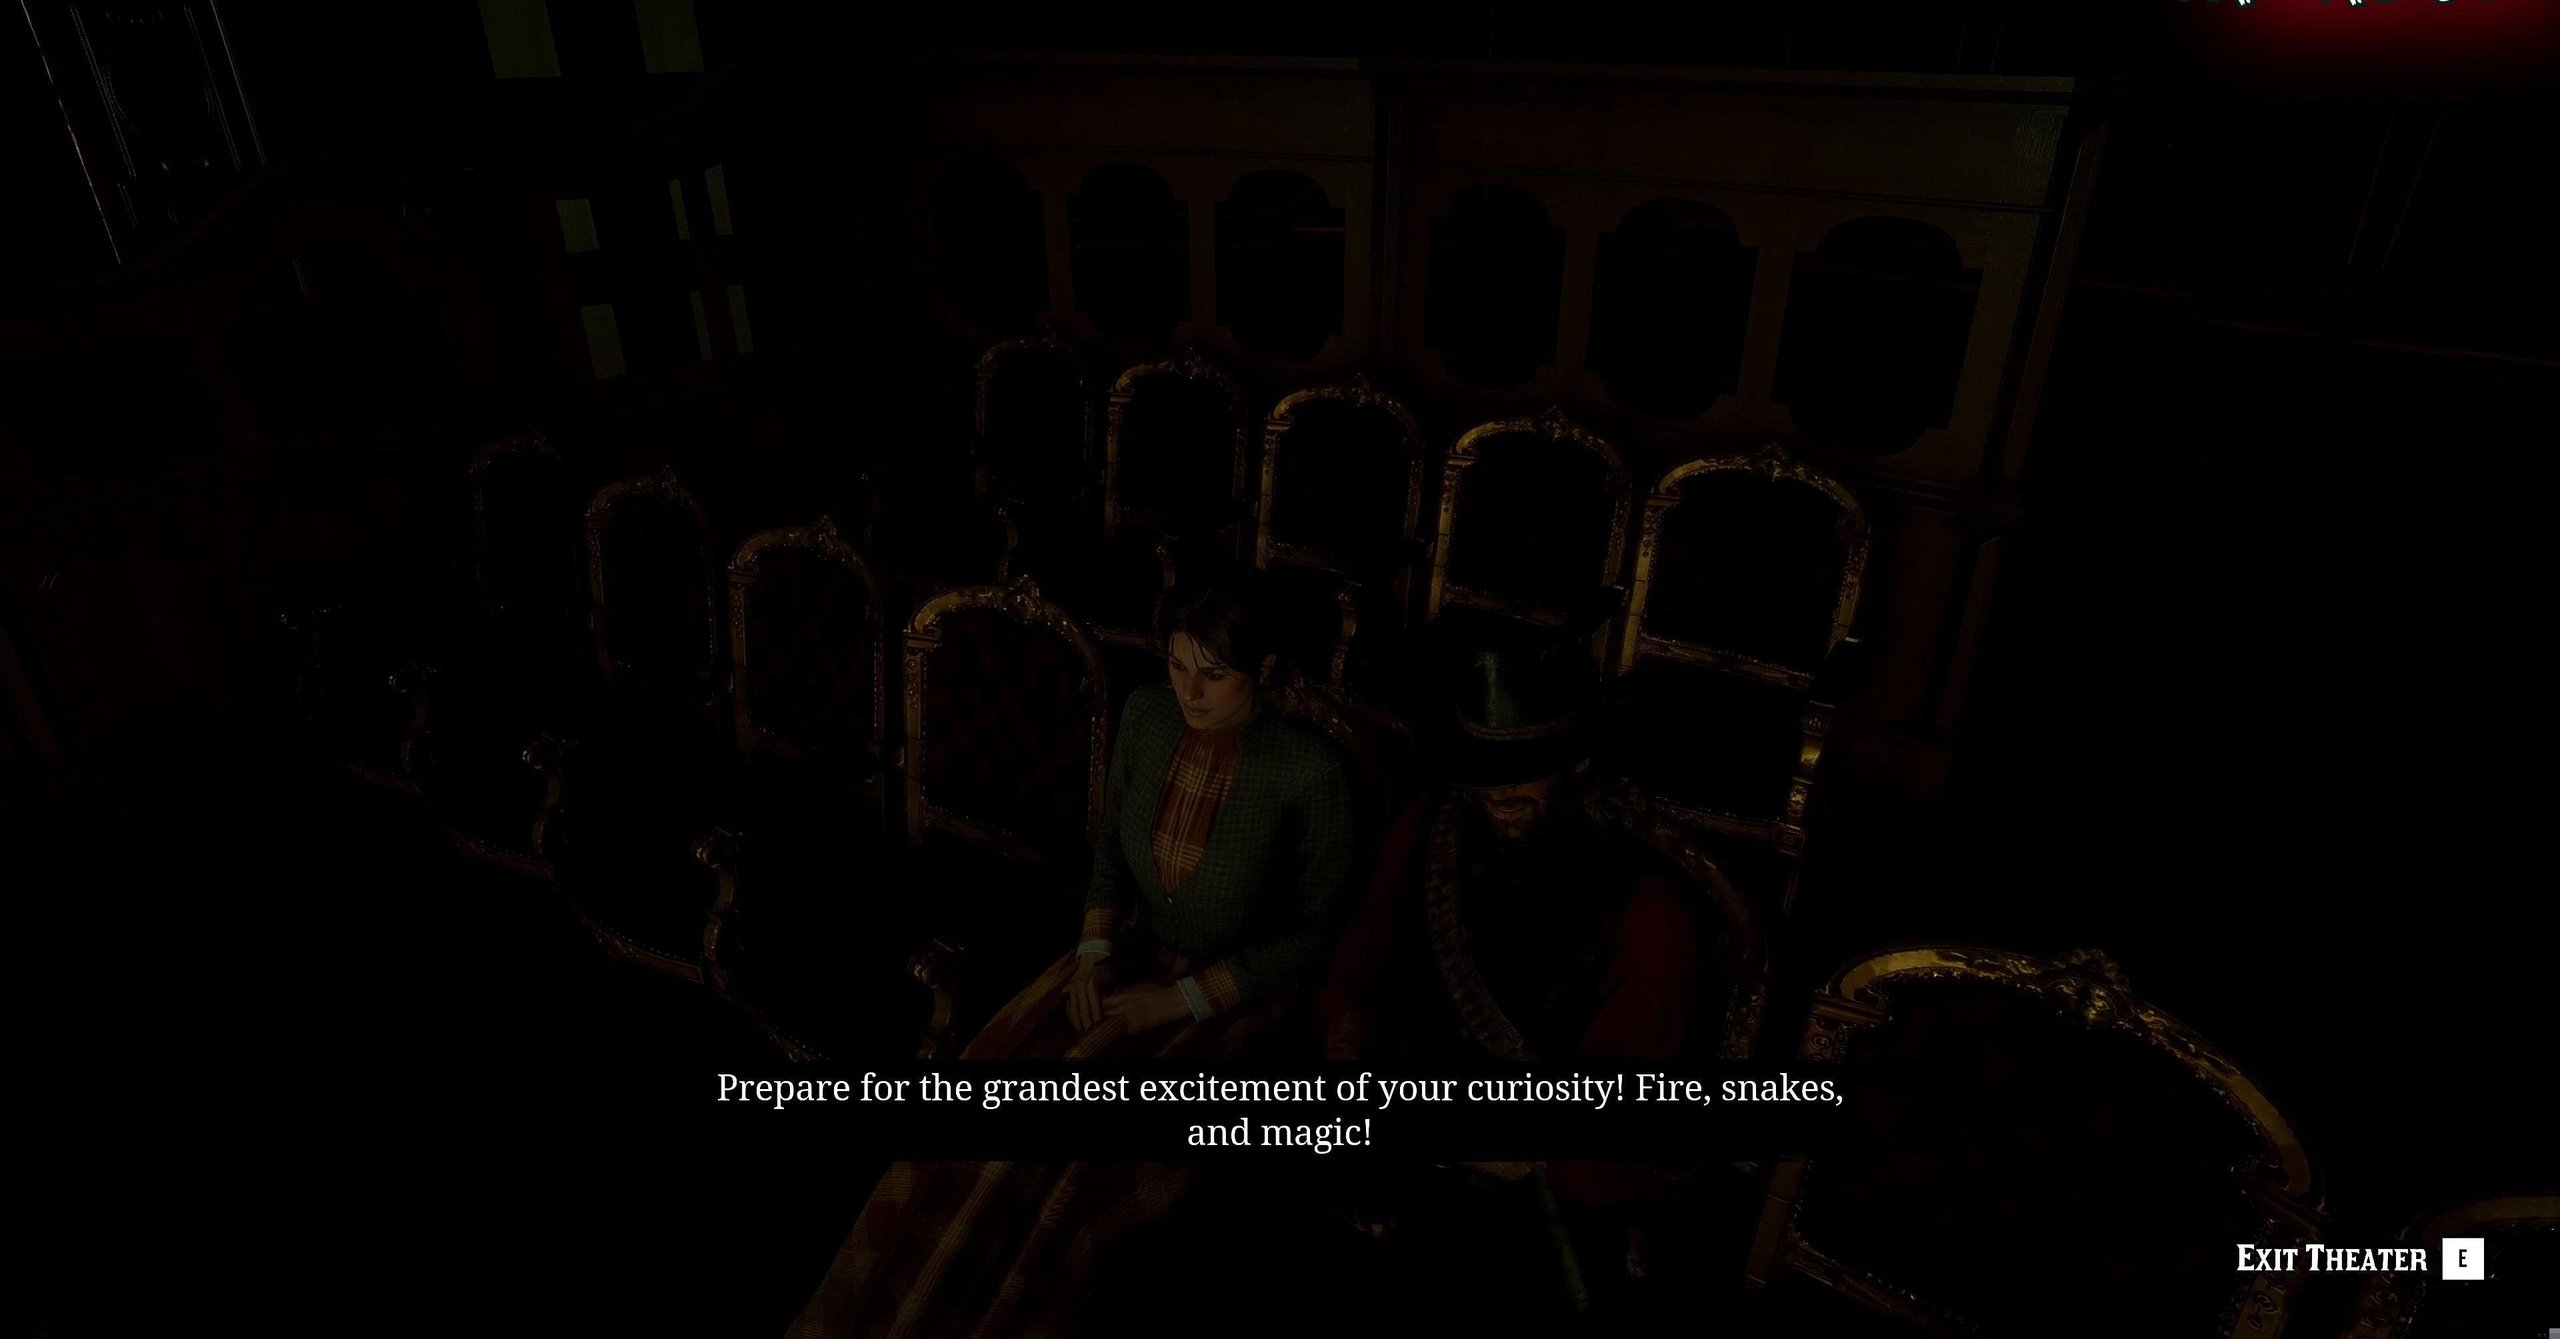 Prepare for the grandest excitement of your curiosity! Fire, snakes,
and magic!
EXIT THEATER E